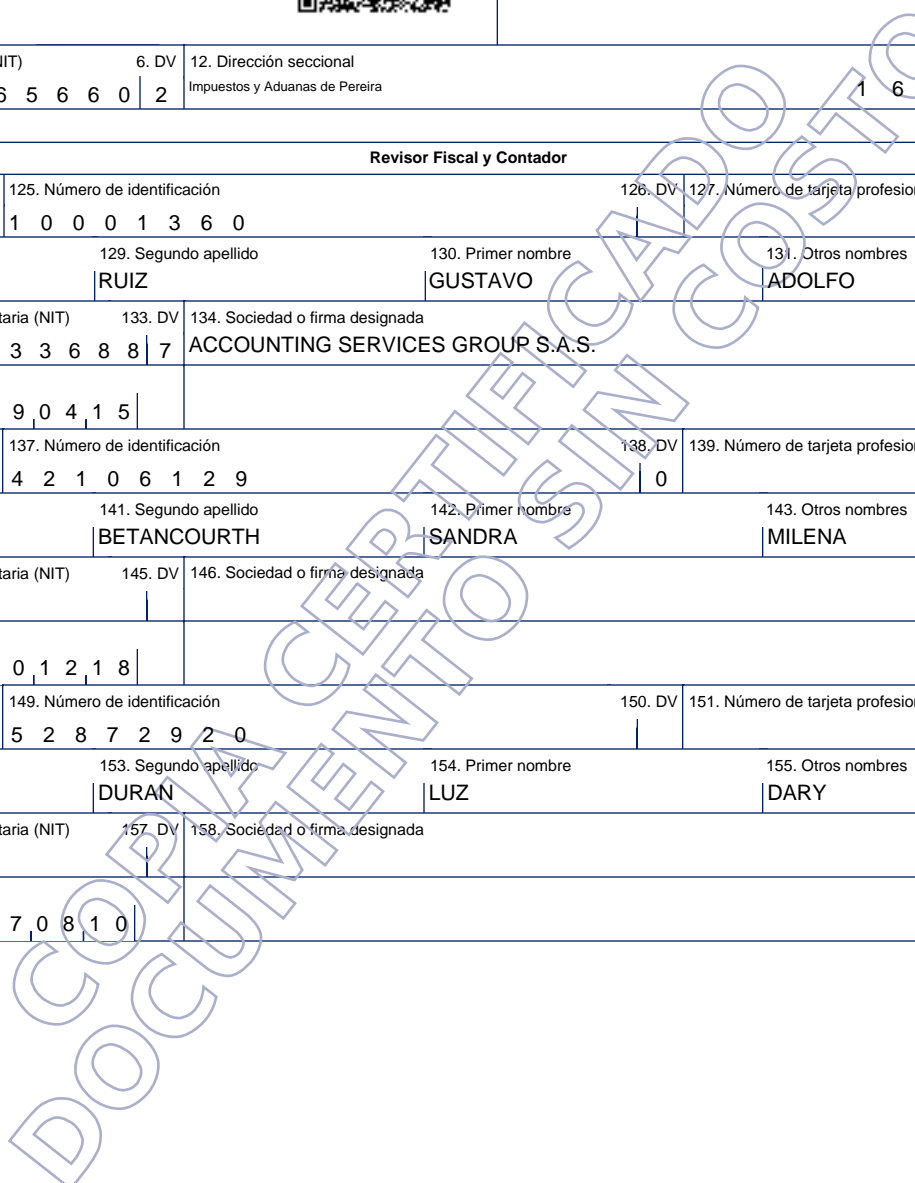 NIT) 6. DV 12. Dirección seccional
6 5 6 6 0 2 Impuestos y Aduanas de Pereira 1 6
Revisor Fiscal y Contador
125. Número de identificación 126. DV 127. Número de tarjeta profesion
1 0 0 0 1 3 6 0
129. Segundo apellido 130. Primer nombre 131. Otros nombres
RUIZ GUSTAVO ADOLFO
taria (NIT) 133. DV 134. Sociedad o firma designada
3 3 6 8 8 7 ACCOUNTING SERVICES GROUP S.A.S.
9 0 4 1 5
137. Número de identificación 138. DV 139. Número de tarjeta profesion
4 2 1 0 6 1 2 9 0
141. Segundo apellido 142. Primer nombre 143. Otros nombres
BETANCOURTH SANDRA MILENA
taria (NIT) 145. DV 146. Sociedad o firma designada
0 1 2 1 8
149. Número de identificación 150. DV 151. Número de tarjeta profesion
5 2 8 7 2 9 2 0
153. Segundo apellido 154. Primer nombre 155. Otros nombres
DURAN LUZ DARY
taria (NIT) 157. DV 158. Sociedad o firma designada
7 0 8 1 0
COPIA CERTIFICADO
DOCUMENTO SIN COSTO